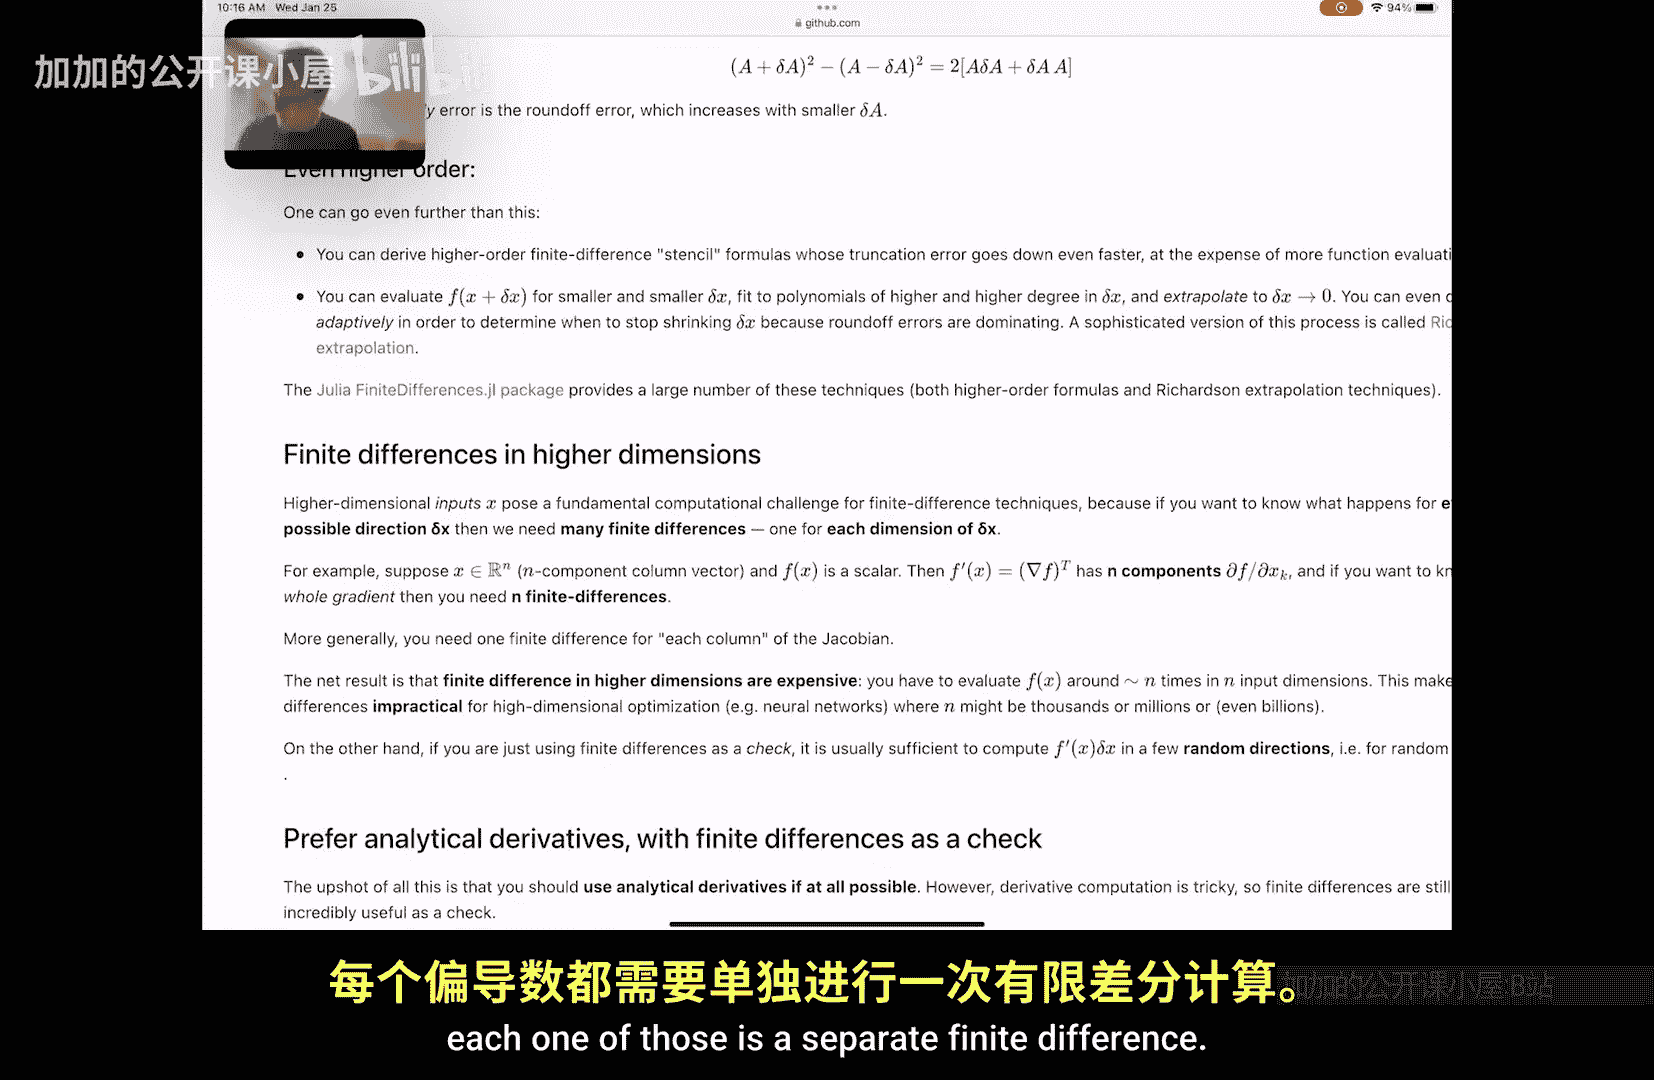 10:16 AM Wed Jan 25
94%
github.com
加加的公开课小屋 bilibili
(A + δA)² − (A − δA)² = 2[AδA + δA A]
y error is the roundoff error, which increases with smaller δA.
Even higher order:
One can go even further than this:
• You can derive higher-order finite-difference "stencil" formulas whose truncation error goes down even faster, at the expense of more function evaluati
• You can evaluate f(x + δx) for smaller and smaller δx, fit to polynomials of higher and higher degree in δx, and extrapolate to δx → 0. You can even
adaptively in order to determine when to stop shrinking δx because roundoff errors are dominating. A sophisticated version of this process is called Ric
extrapolation.
The Julia FiniteDifferences.jl package provides a large number of these techniques (both higher-order formulas and Richardson extrapolation techniques).
Finite differences in higher dimensions
Higher-dimensional inputs x pose a fundamental computational challenge for finite-difference techniques, because if you want to know what happens for e
possible direction δx then we need many finite differences — one for each dimension of δx.
For example, suppose x ∈ ℝⁿ (n-component column vector) and f(x) is a scalar. Then f′(x) = (∇f)ᵀ has n components ∂f/∂xₖ, and if you want to kn
whole gradient then you need n finite-differences.
More generally, you need one finite difference for "each column" of the Jacobian.
The net result is that finite difference in higher dimensions are expensive: you have to evaluate f(x) around ∼ n times in n input dimensions. This make
differences impractical for high-dimensional optimization (e.g. neural networks) where n might be thousands or millions or (even billions).
On the other hand, if you are just using finite differences as a check, it is usually sufficient to compute f′(x)δx in a few random directions, i.e. for random
.
Prefer analytical derivatives, with finite differences as a check
The upshot of all this is that you should use analytical derivatives if at all possible. However, derivative computation is tricky, so finite differences are still
incredibly useful as a check.
每个偏导数都需要单独进行一次有限差分计算。
加加的公开课小屋 B站
each one of those is a separate finite difference.